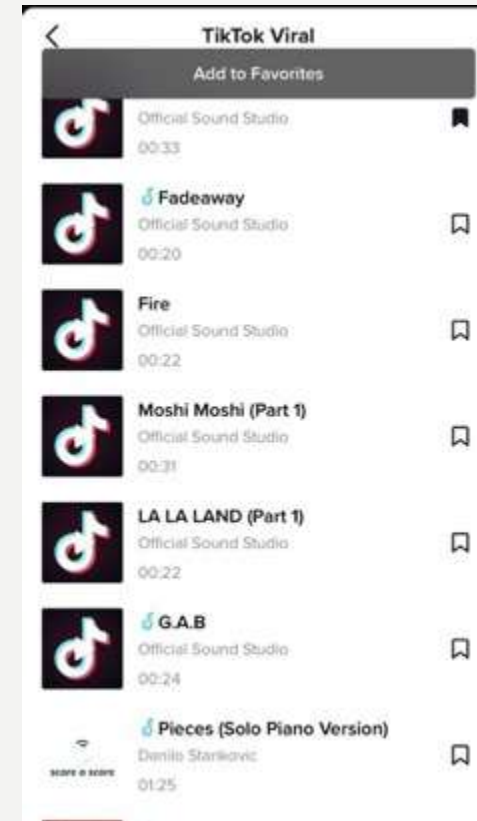 TikTok Viral
Add to Favorites
Official Sound Studio
00:33
Fadeaway
Official Sound Studio
00:20
Fire
Official Sound Studio
00:22
Moshi Moshi (Part 1)
Official Sound Studio
00:31
LA LA LAND (Part 1)
Official Sound Studio
00:22
G.A.B
Official Sound Studio
00:24
Pieces (Solo Piano Version)
Danilo Stankovic
score a score
01:25